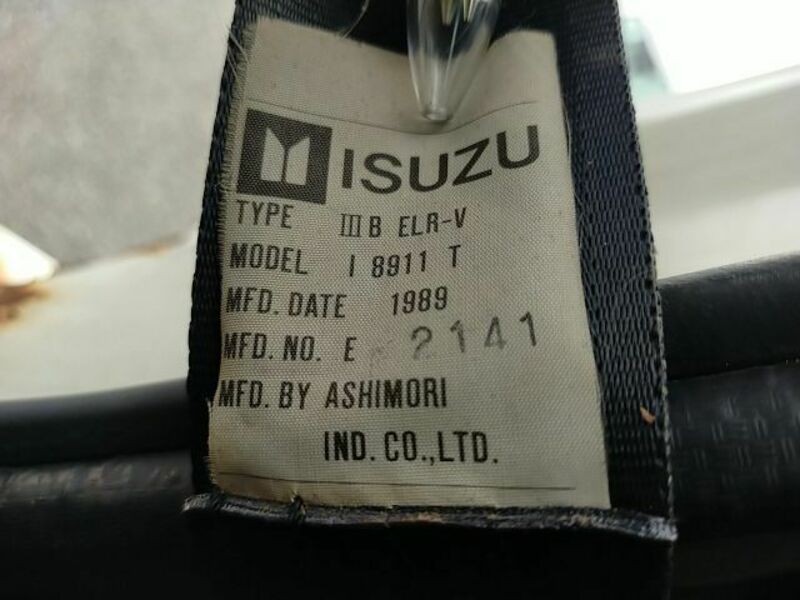 ISUZU
TYPE ⅢB ELR-V
MODEL I 8911 T
MFD. DATE 1989
MFD. NO. E 2141
MFD. BY ASHIMORI
IND. CO.,LTD.